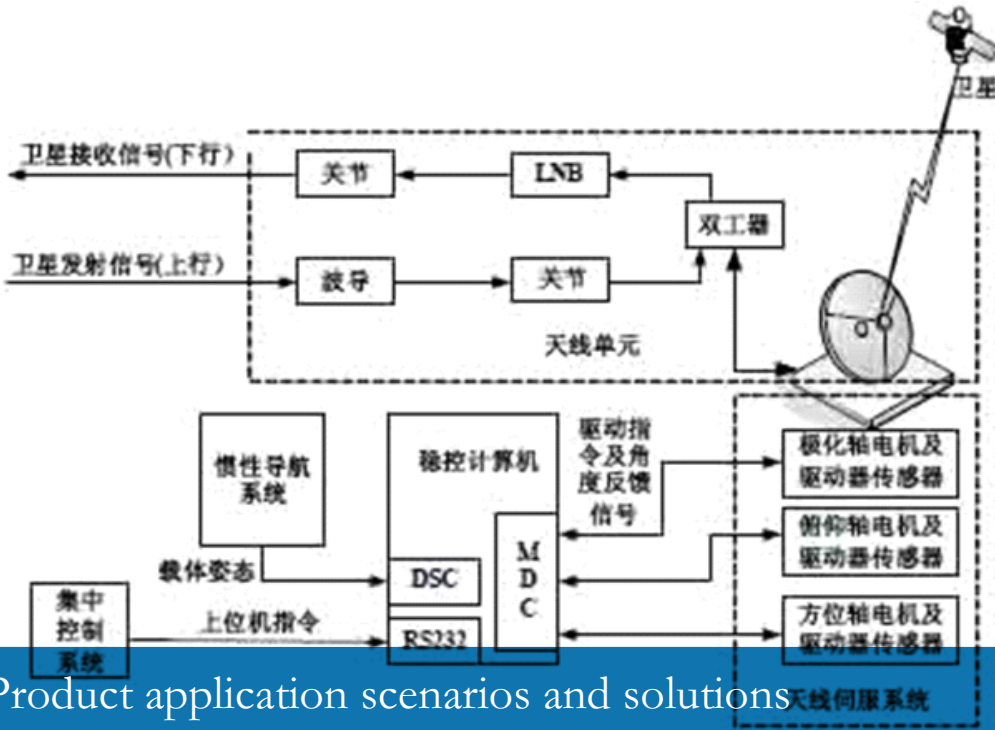 卫星
卫星接收信号(下行)
关节
LNB
双工器
卫星发射信号(上行)
波导
关节
天线单元
惯性导航
系统
稳控计算机
驱动指
令及角
度反馈
信号
极化轴电机及
驱动器传感器
俯仰轴电机及
驱动器传感器
载体姿态
DSC
M
D
C
集中
控制
系统
上位机指令
RS232
方位轴电机及
驱动器传感器
Product application scenarios and solutions
天线伺服系统